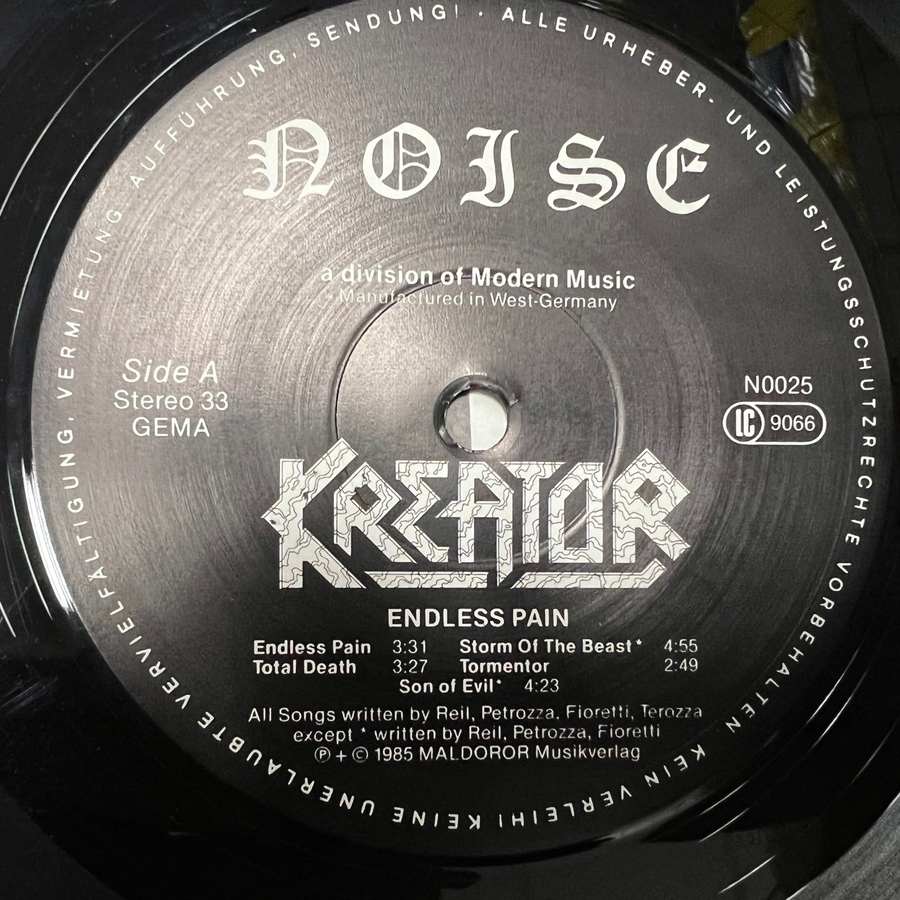 ALLE URHEBER- UND LEISTUNGSSCHUTZRECHTE VORBEHALTEN. KEIN VERLEIH! KEINE UNERLAUBTE VERVIELFÄLTIGUNG, VERMIETUNG, AUFFÜHRUNG, SENDUNG! ·
NOISE
a division of Modern Music
Manufactured in West-Germany
Side A
Stereo 33
GEMA
N0025
LC 9066
KREATOR
ENDLESS PAIN
Endless Pain 3:31 Storm Of The Beast* 4:55
Total Death 3:27 Tormentor 2:49
Son of Evil* 4:23
All Songs written by Reil, Petrozza, Fioretti, Terozza
except * written by Reil, Petrozza, Fioretti
Ⓟ + © 1985 MALDOROR Musikverlag